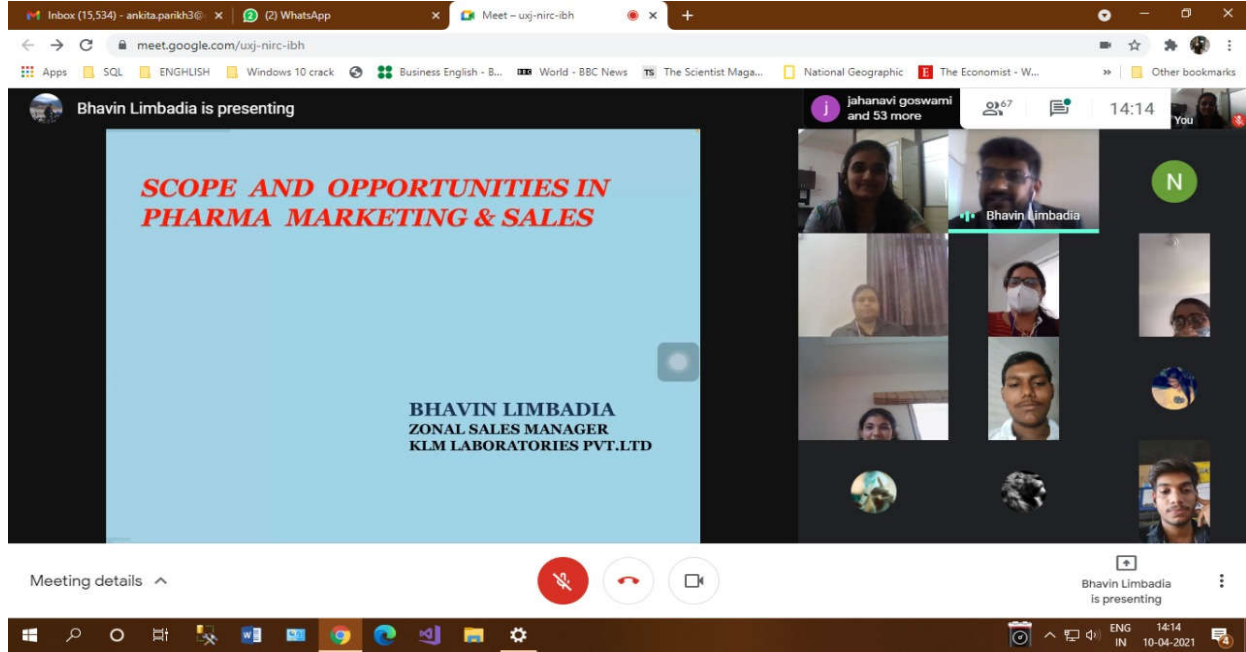 Inbox (15,534) - ankita.parikh3@
(2) WhatsApp
Meet – uxj-nirc-ibh
meet.google.com/uxj-nirc-ibh
Apps
SQL
ENGHLISH
Windows 10 crack
Business English - B...
World - BBC News
TS
The Scientist Maga...
National Geographic
E
The Economist - W...
Other bookmarks
Bhavin Limbadia is presenting
j
jahanavi goswami
and 53 more
67
14:14
You
SCOPE AND OPPORTUNITIES IN
PHARMA MARKETING & SALES
BHAVIN LIMBADIA
ZONAL SALES MANAGER
KLM LABORATORIES PVT.LTD
Bhavin Limbadia
N
Meeting details
Bhavin Limbadia
is presenting
ENG
IN
14:14
10-04-2021
4